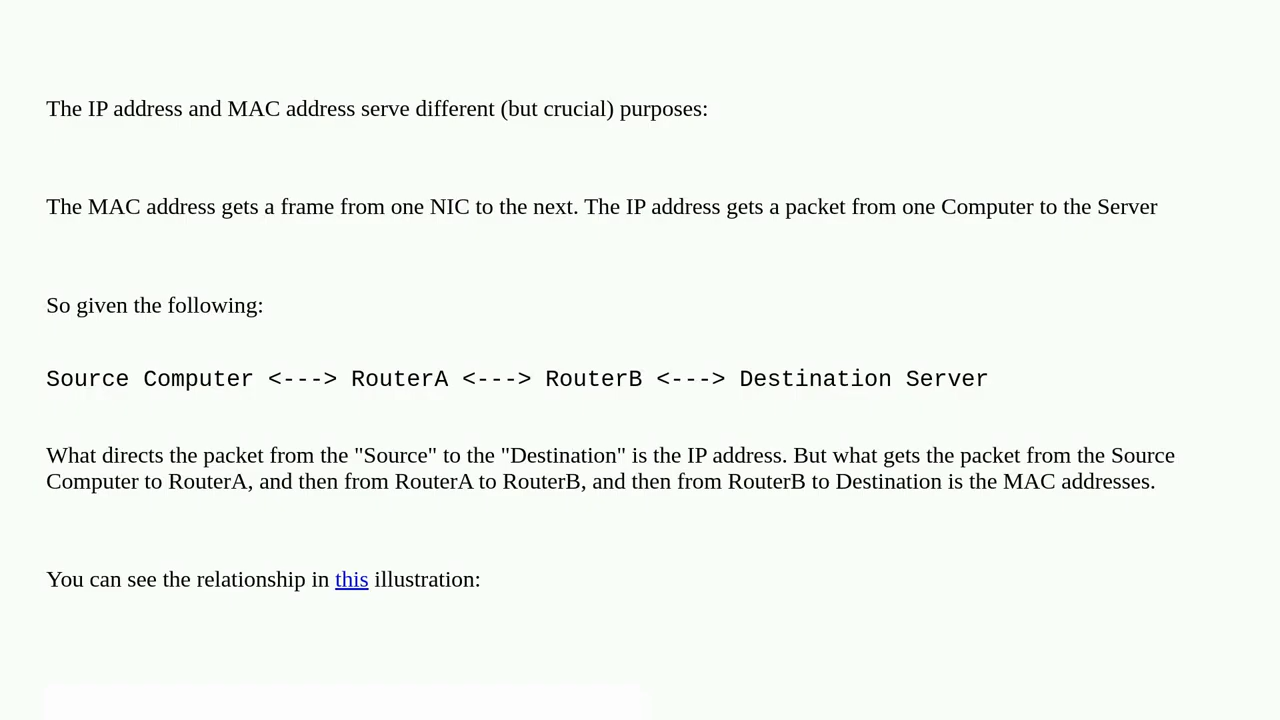 The IP address and MAC address serve different (but crucial) purposes:
The MAC address gets a frame from one NIC to the next. The IP address gets a packet from one Computer to the Server
So given the following:
Source Computer <---> RouterA <---> RouterB <---> Destination Server
What directs the packet from the "Source" to the "Destination" is the IP address. But what gets the packet from the Source
Computer to RouterA, and then from RouterA to RouterB, and then from RouterB to Destination is the MAC addresses.
You can see the relationship in this illustration: